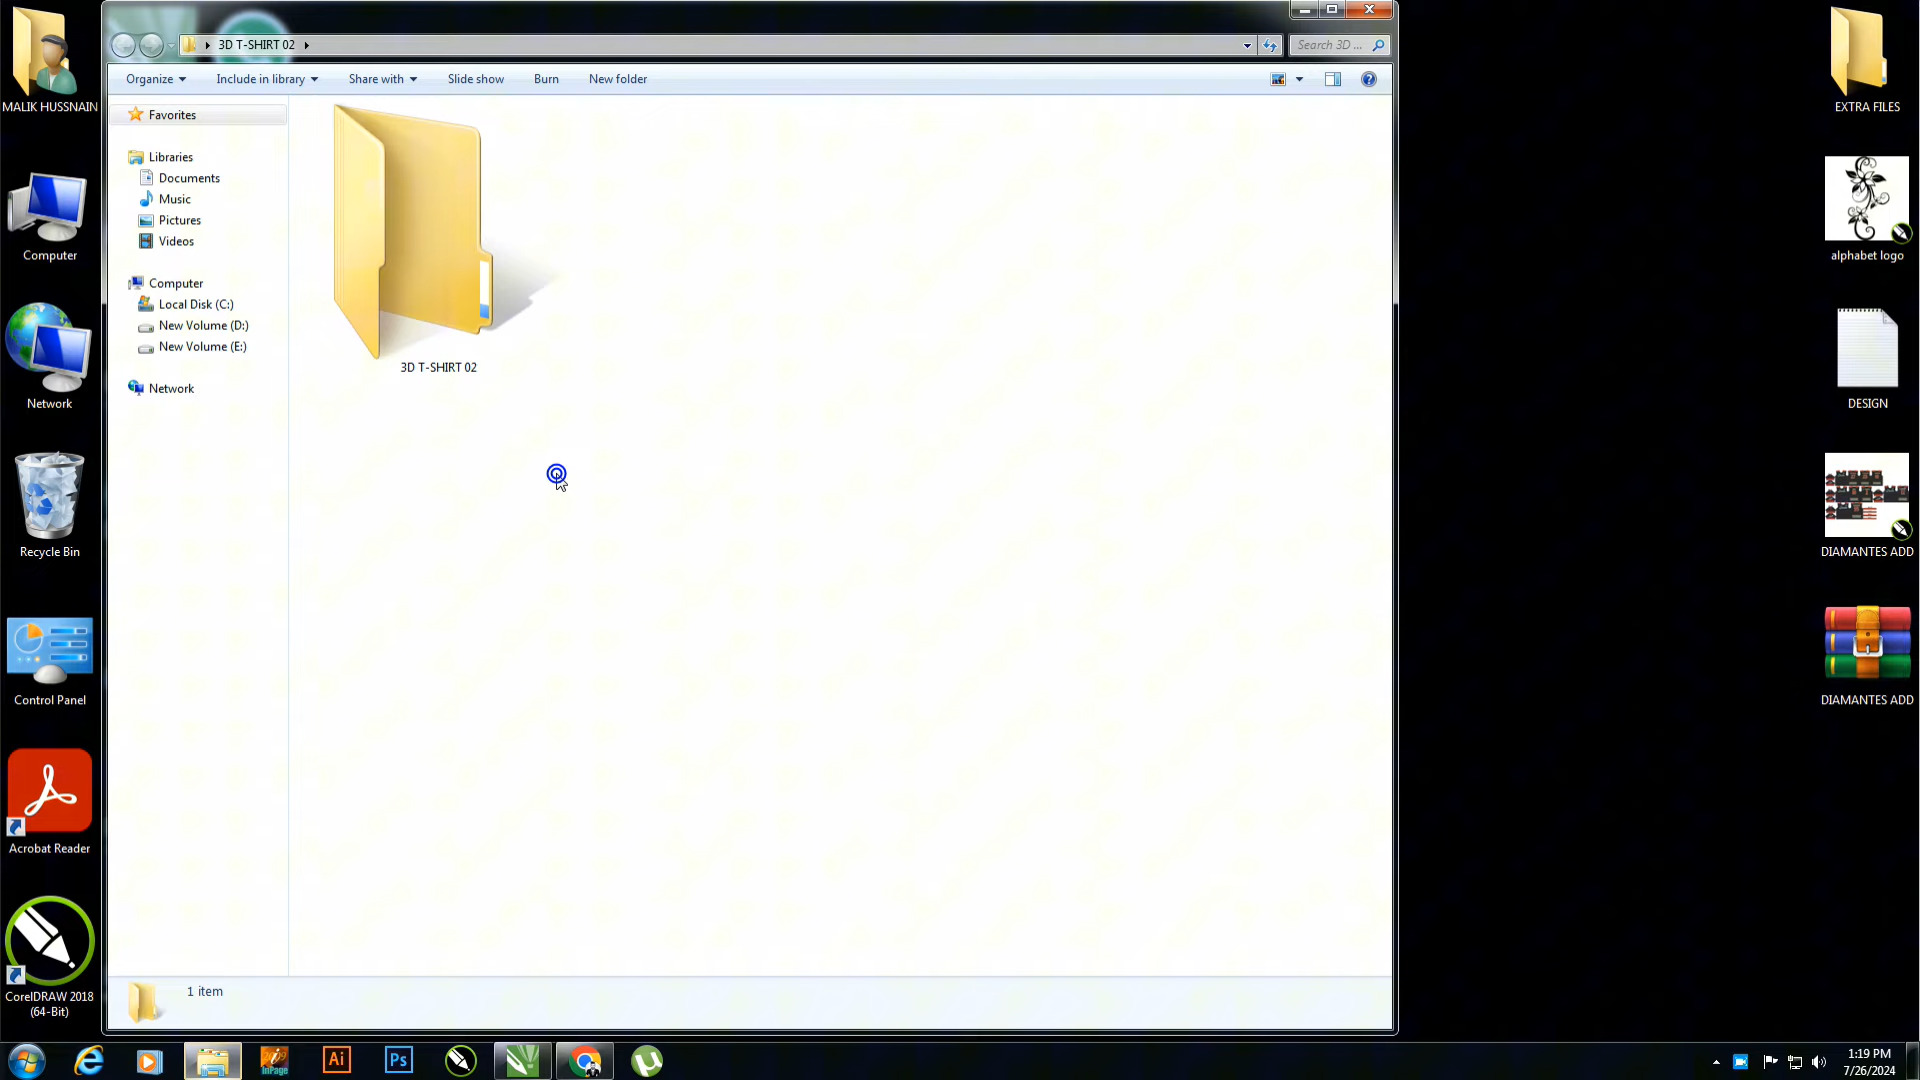 3D T-SHIRT 02
Search 3D ...
Organize
Include in library
Share with
Slide show
Burn
New folder
Favorites
Libraries
Documents
Music
Pictures
Videos
Computer
Local Disk (C:)
New Volume (D:)
New Volume (E:)
Network
3D T-SHIRT 02
1 item
MALIK HUSSNAIN
Computer
Network
Recycle Bin
Control Panel
Acrobat Reader
CorelDRAW 2018
(64-Bit)
EXTRA FILES
alphabet logo
DESIGN
DIAMANTES ADD
DIAMANTES ADD
InPage
Ai
Ps
1:19 PM
7/26/2024